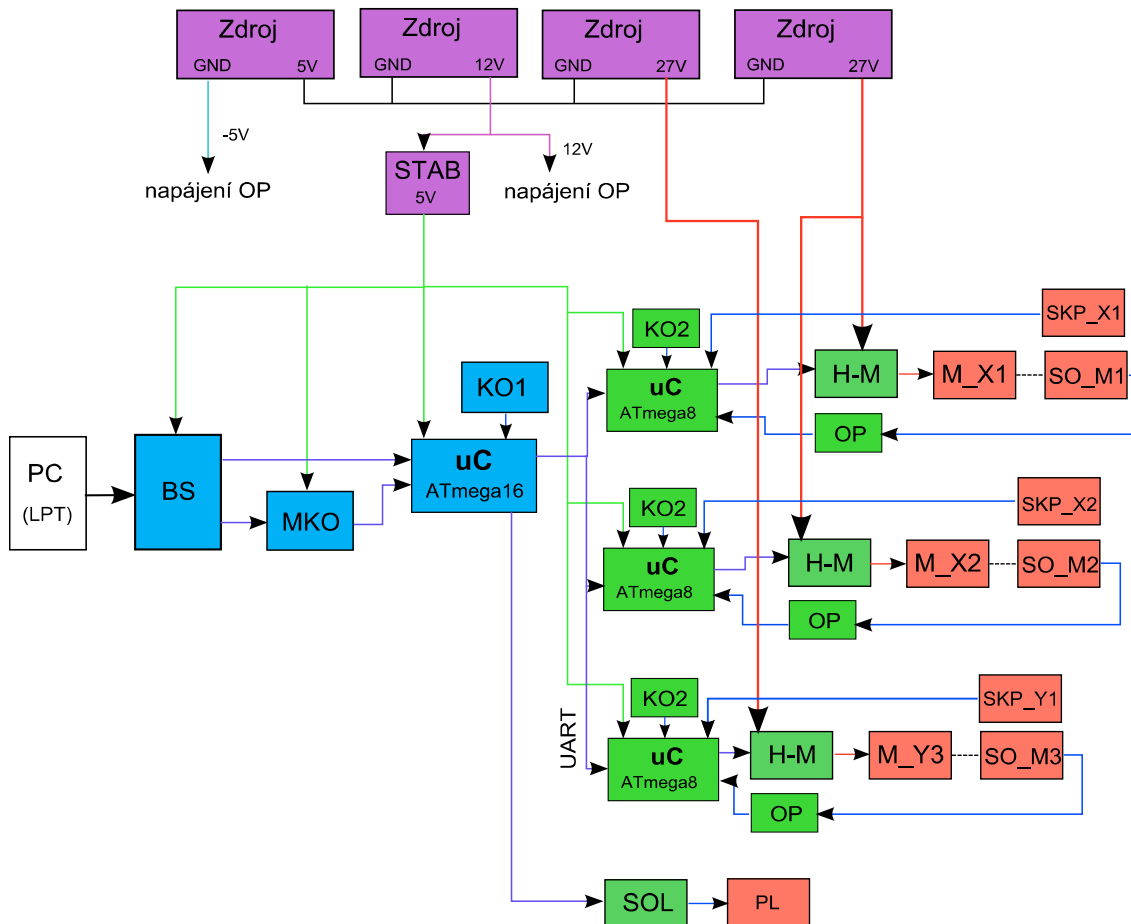 Zdroj
GND 5V
Zdroj
GND 12V
Zdroj
GND 27V
Zdroj
GND 27V
-5V
napájení OP
STAB
5V
12V
napájení OP
PC
(LPT)
BS
MKO
KO1
uC
ATmega16
KO2
uC
ATmega8
SKP_X1
H-M
M_X1
SO_M1
OP
KO2
uC
ATmega8
SKP_X2
H-M
M_X2
SO_M2
OP
UART
KO2
uC
ATmega8
SKP_Y1
H-M
M_Y3
SO_M3
OP
SOL
PL